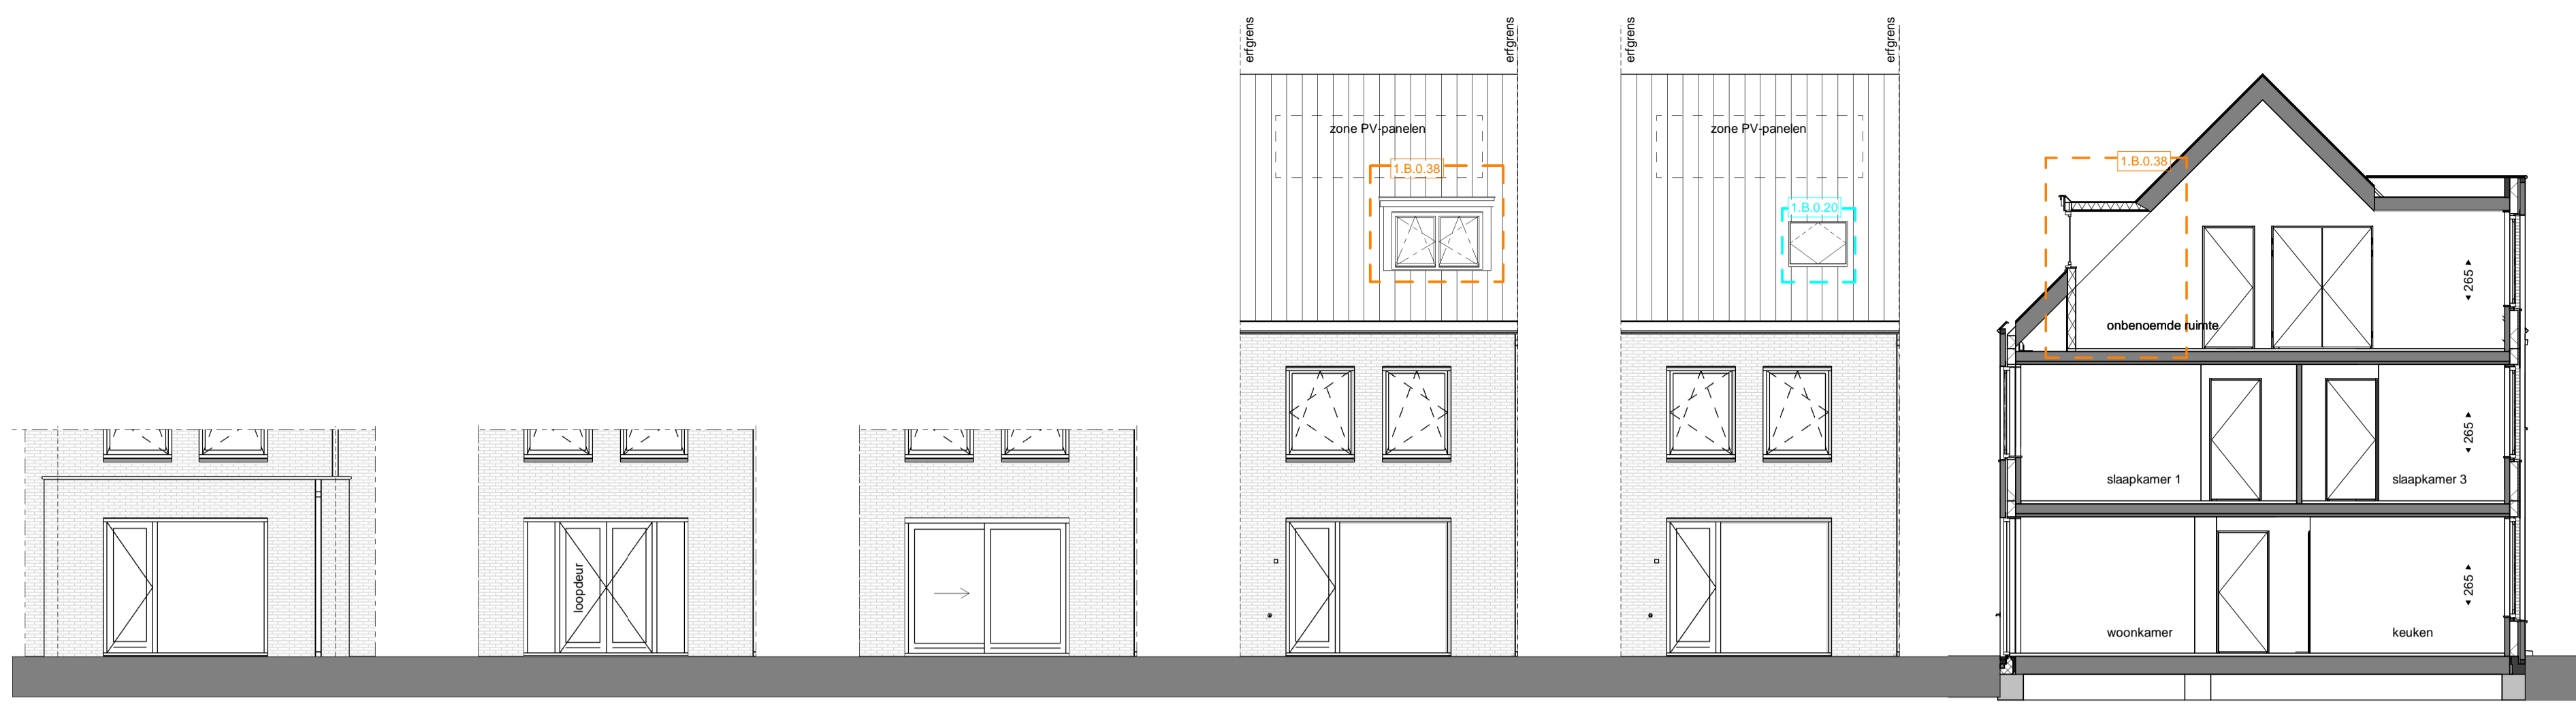 erfgrens
erfgrens
erfgrens
erfgrens
zone PV-panelen
zone PV-panelen
1.B.0.38
1.B.0.38
1.B.0.20
265
onbenoemde ruimte
265
slaapkamer 1
slaapkamer 3
loopdeur
265
woonkamer
keuken